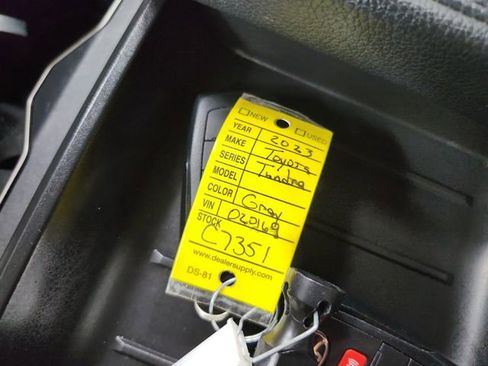 NEW USED
YEAR 2023
MAKE Toyota
SERIES Tundra
MODEL
COLOR Gray
VIN 020169
STOCK C7351
www.dealersupply.com
DS-81